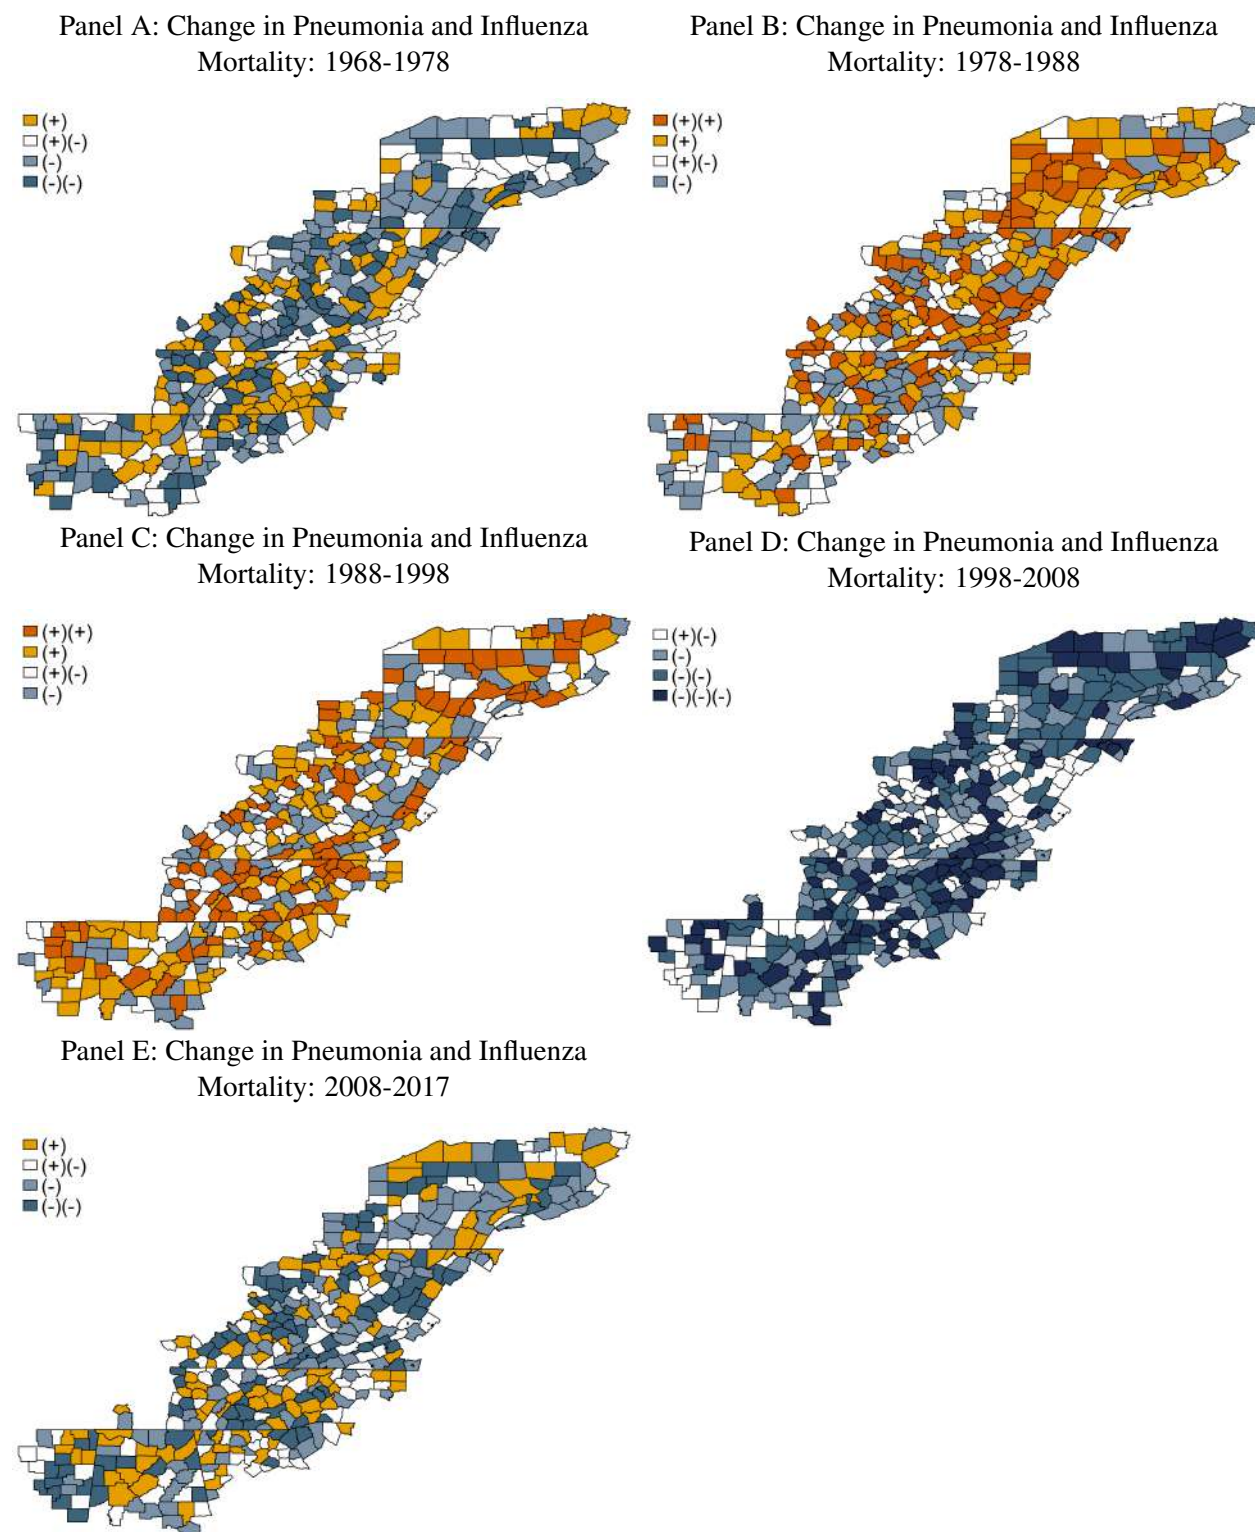 Panel A: Change in Pneumonia and Influenza
Mortality: 1968-1978
(+)
(+)(-)
(-)
(-)(-)
Panel B: Change in Pneumonia and Influenza
Mortality: 1978-1988
(+)(+)
(+)
(+)(-)
(-)
Panel C: Change in Pneumonia and Influenza
Mortality: 1988-1998
(+)(+)
(+)
(+)(-)
(-)
Panel D: Change in Pneumonia and Influenza
Mortality: 1998-2008
(+)(-)
(-)
(-)(-)
(-)(-)(-)
Panel E: Change in Pneumonia and Influenza
Mortality: 2008-2017
(+)
(+)(-)
(-)
(-)(-)